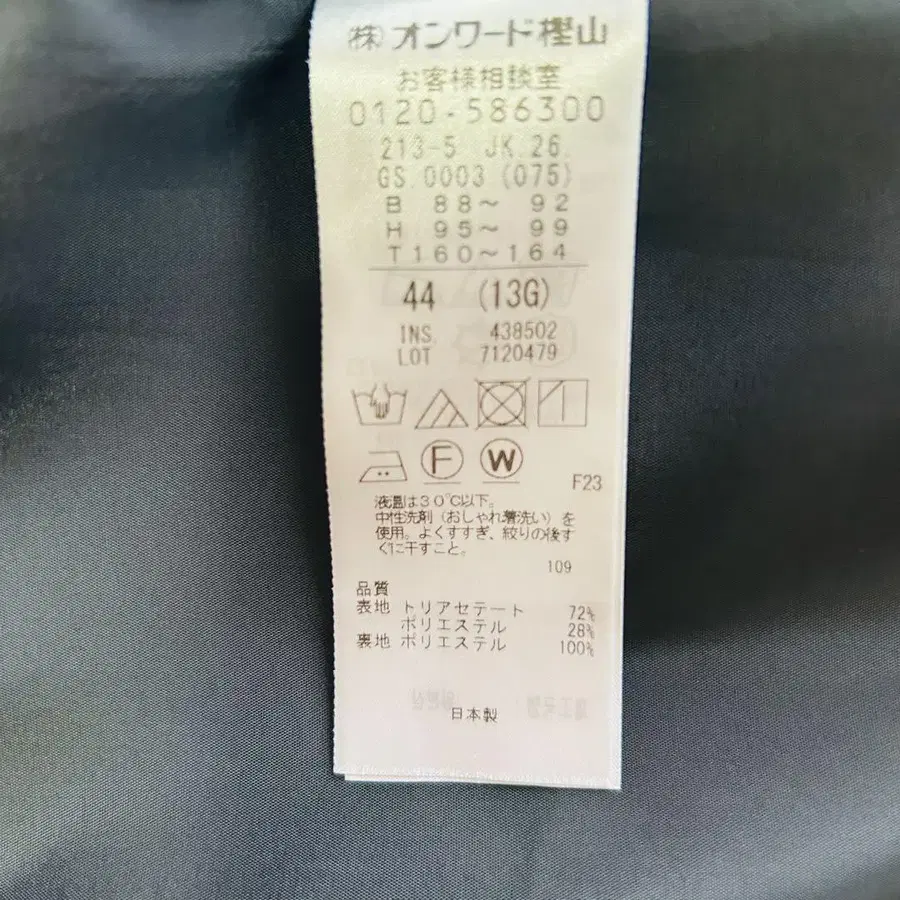 ㈱オンワード樫山
お客様相談室
0120-586300
213-5 JK.26.
GS.0003 (075)
B 88～ 92
H 95～ 99
T160～164
44 (13G)
INS. 438502
LOT 7120479
F W
F23
液温は30℃以下。
中性洗剤（おしゃれ着洗い）を
使用。よくすすぎ、絞りの後す
ぐに干すこと。
109
品質
表地 トリアセテート 72%
ポリエステル 28%
裏地 ポリエステル 100%
日本製